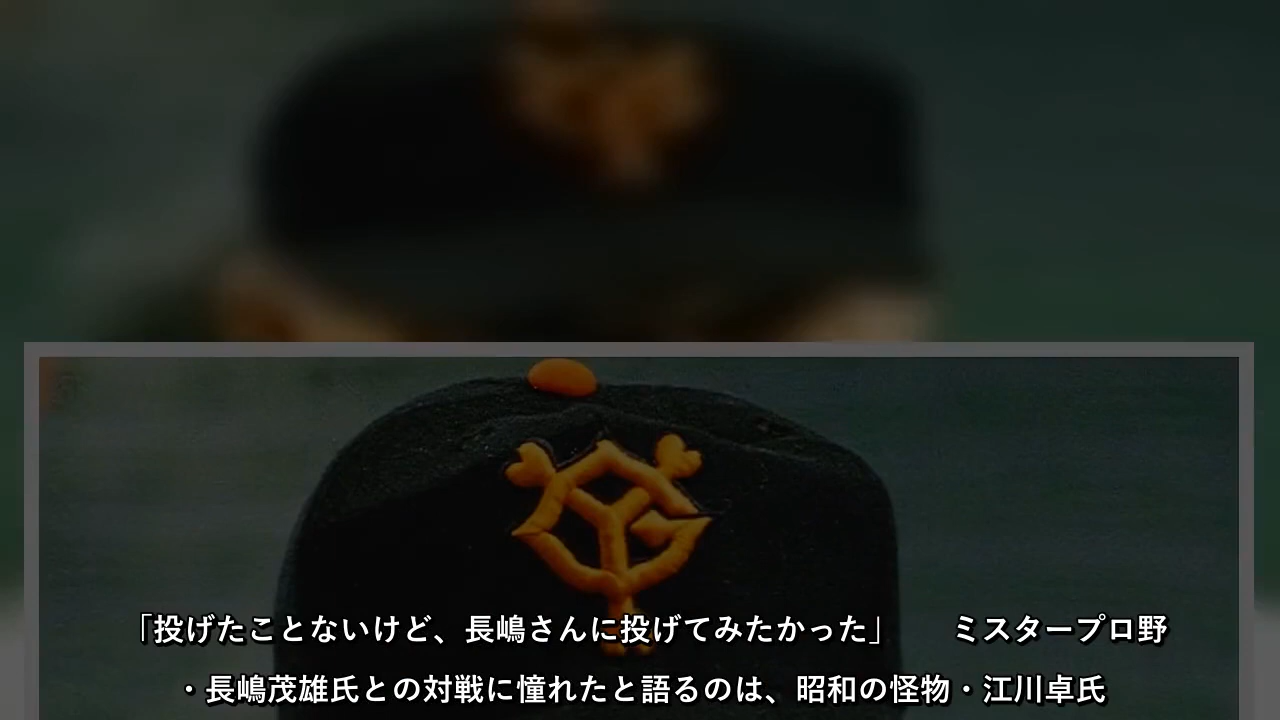 「投げたことないけど、長嶋さんに投げてみたかった」　　ミスタープロ野
・長嶋茂雄氏との対戦に憧れたと語るのは、昭和の怪物・江川卓氏